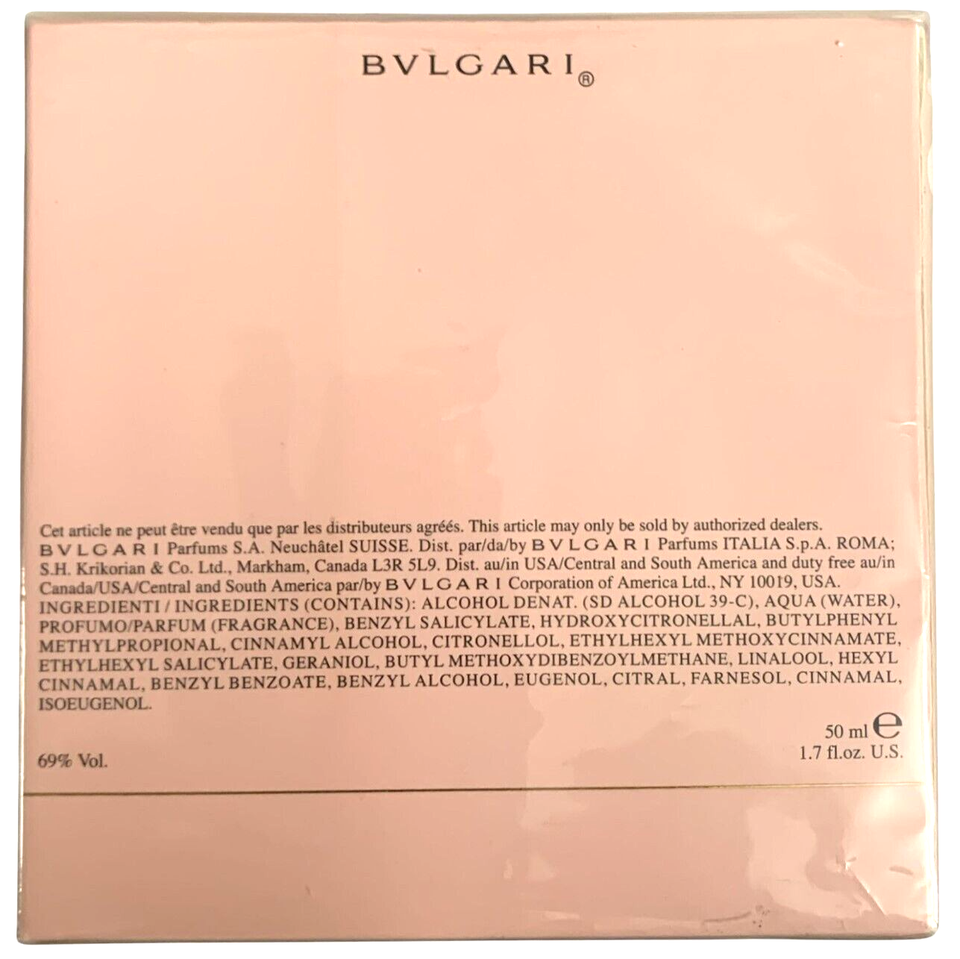 BVLGARI®
Cet article ne peut être vendu que par les distributeurs agréés. This article may only be sold by authorized dealers.
BVLGARI Parfums S.A. Neuchâtel SUISSE. Dist. par/da/by BVLGARI Parfums ITALIA S.p.A. ROMA;
S.H. Krikorian & Co. Ltd., Markham, Canada L3R 5L9. Dist. au/in USA/Central and South America and duty free au/in
Canada/USA/Central and South America par/by BVLGARI Corporation of America Ltd., NY 10019, USA.
INGREDIENTI / INGREDIENTS (CONTAINS): ALCOHOL DENAT. (SD ALCOHOL 39-C), AQUA (WATER),
PROFUMO/PARFUM (FRAGRANCE), BENZYL SALICYLATE, HYDROXYCITRONELLAL, BUTYLPHENYL
METHYLPROPIONAL, CINNAMYL ALCOHOL, CITRONELLOL, ETHYLHEXYL METHOXYCINNAMATE,
ETHYLHEXYL SALICYLATE, GERANIOL, BUTYL METHOXYDIBENZOYLMETHANE, LINALOOL, HEXYL
CINNAMAL, BENZYL BENZOATE, BENZYL ALCOHOL, EUGENOL, CITRAL, FARNESOL, CINNAMAL,
ISOEUGENOL.
50 ml ℮
69% Vol.
1.7 fl.oz. U.S.